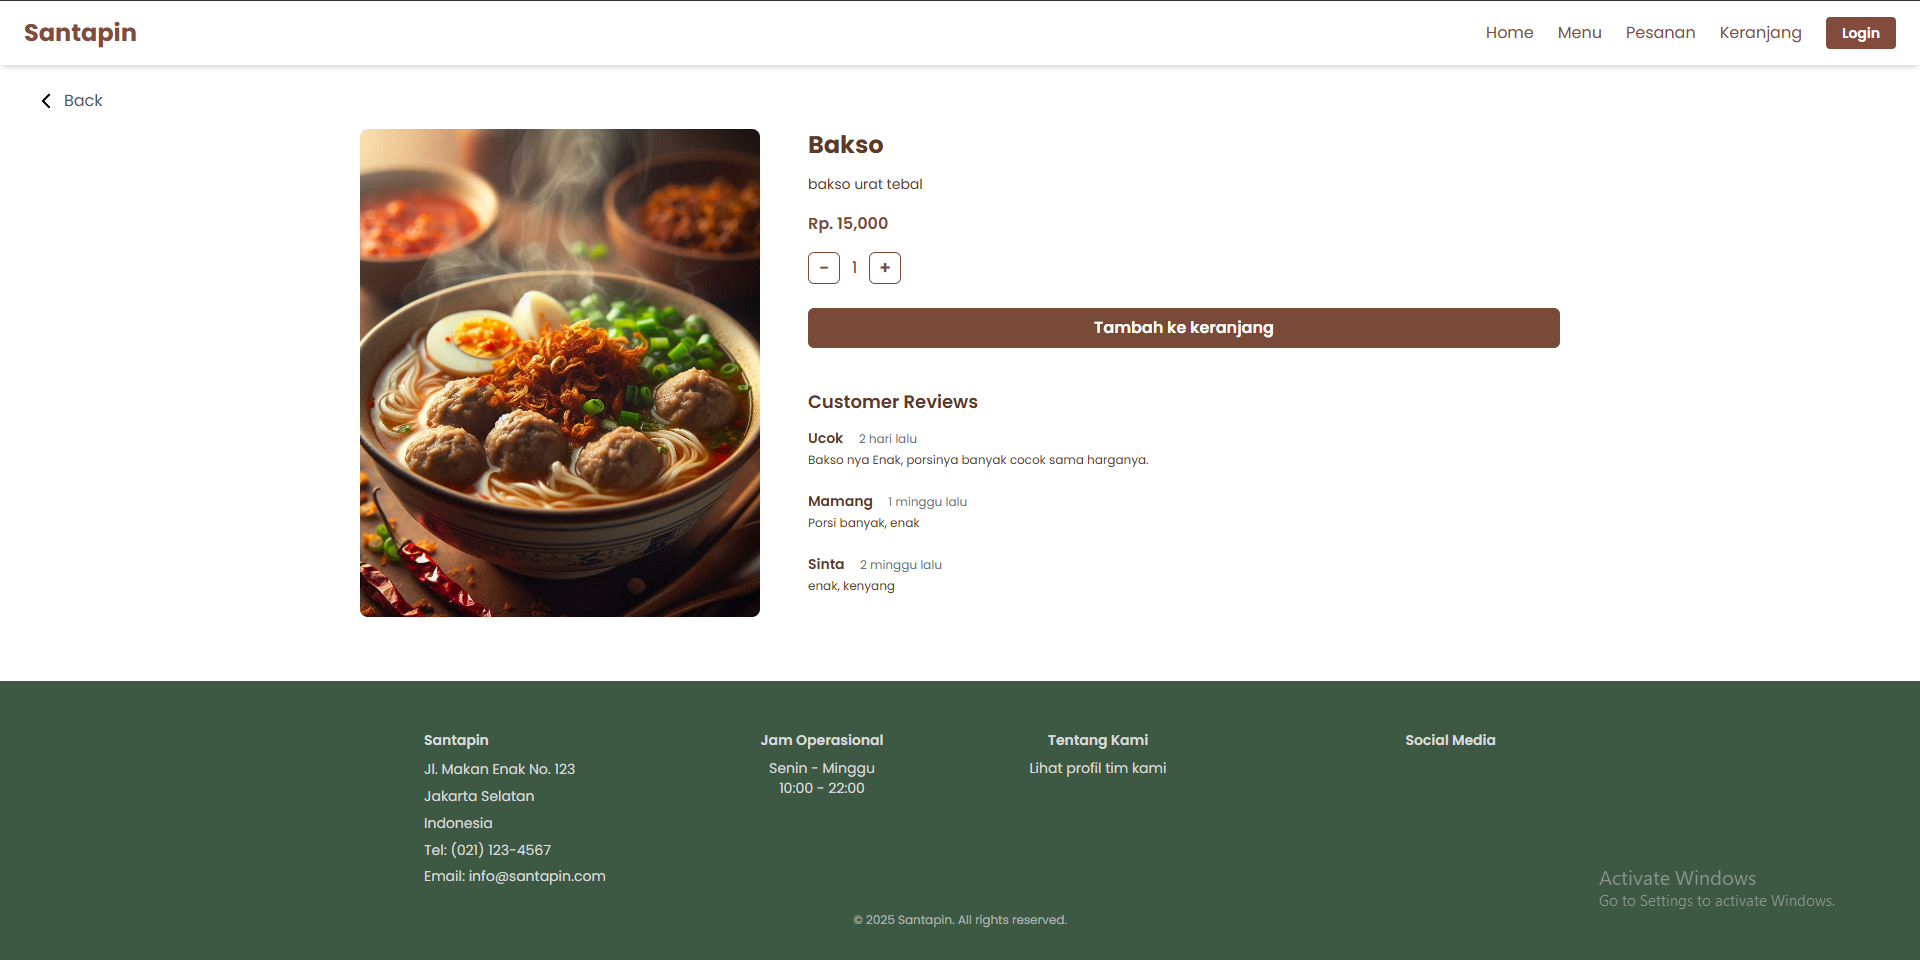 Santapin
Home
Menu
Pesanan
Keranjang
Login
Back
Bakso
bakso urat tebal
Rp. 15,000
- 1 +
Tambah ke keranjang
Customer Reviews
Ucok 2 hari lalu
Bakso nya Enak, porsinya banyak cocok sama harganya.
Mamang 1 minggu lalu
Porsi banyak, enak
Sinta 2 minggu lalu
enak, kenyang
Santapin
Jl. Makan Enak No. 123
Jakarta Selatan
Indonesia
Tel: (021) 123-4567
Email: info@santapin.com
Jam Operasional
Senin - Minggu
10:00 - 22:00
Tentang Kami
Lihat profil tim kami
Social Media
© 2025 Santapin. All rights reserved.
Activate Windows
Go to Settings to activate Windows.